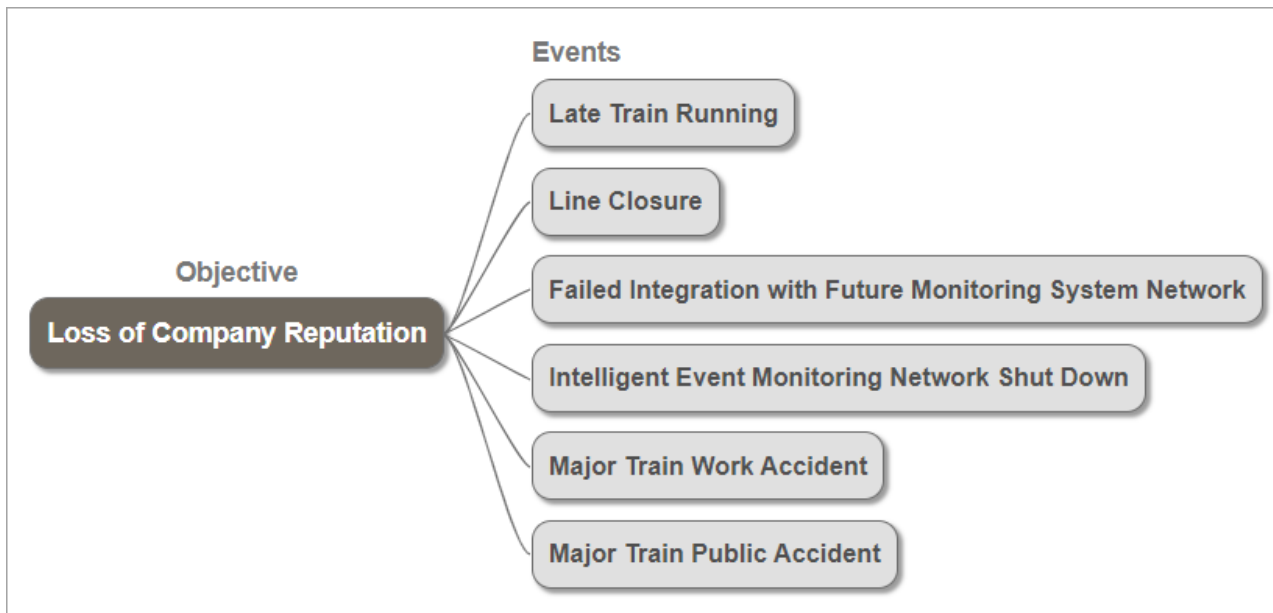 Events
Late Train Running
Line Closure
Objective
Loss of Company Reputation
Failed Integration with Future Monitoring System Network
Intelligent Event Monitoring Network Shut Down
Major Train Work Accident
Major Train Public Accident